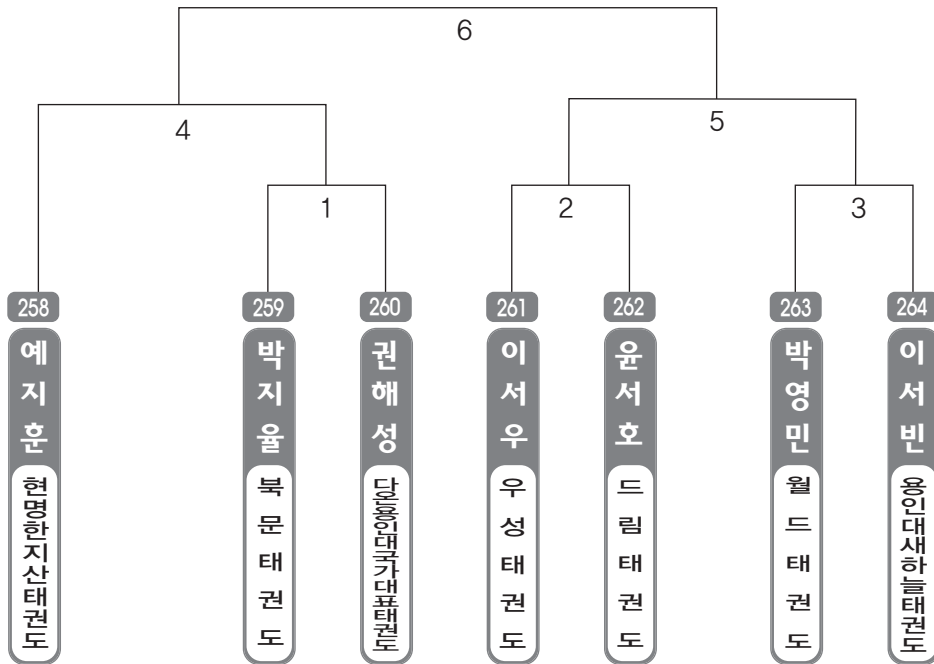 6
4
5
1
2
3
258
259
260
261
262
263
264
예지훈
박지율
권해성
이서우
윤서호
박영민
이서빈
현명한지산태권도
북문태권도
단온용인대국가대표태권도
우성태권도
드림태권도
월드태권도
용인대새하늘태권도